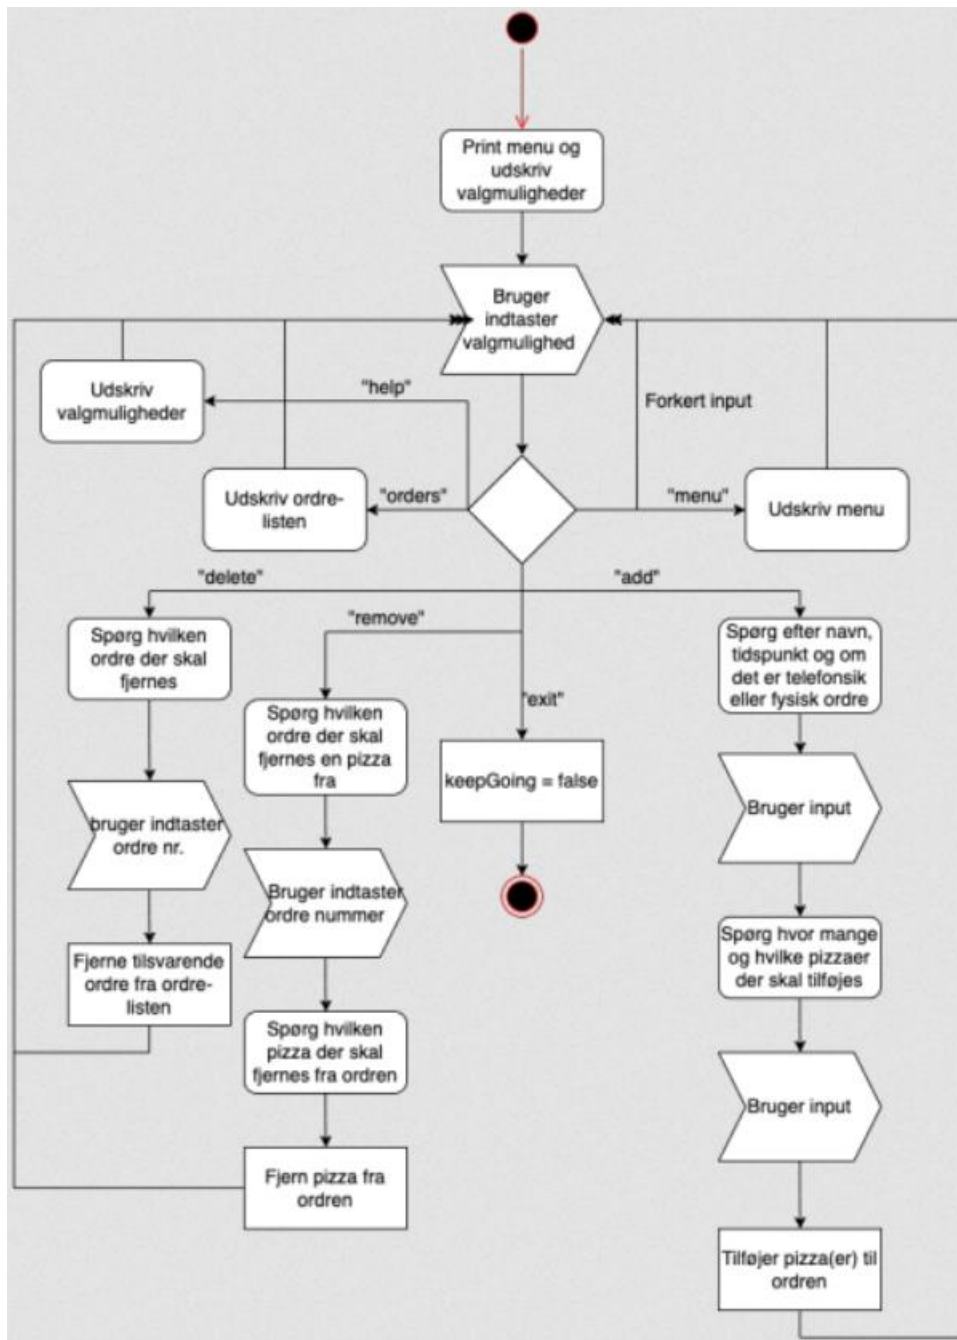 Print menu og
udskriv
valgmuligheder
Bruger
indtaster
valgmulighed
"help"
Udskriv
valgmuligheder
Forkert input
"orders"
Udskriv ordre-
listen
"menu"
Udskriv menu
"delete"
"add"
"remove"
"exit"
Spørg hvilken
ordre der skal
fjernes
bruger indtaster
ordre nr.
Fjerne tilsvarende
ordre fra ordre-
listen
Spørg hvilken
ordre der skal
fjernes en pizza
fra
Bruger indtaster
ordre nummer
Spørg hvilken
pizza der skal
fjernes fra ordren
Fjern pizza fra
ordren
keepGoing = false
Spørg efter navn,
tidspunkt og om
det er telefonsik
eller fysisk ordre
Bruger input
Spørg hvor mange
og hvilke pizzaer
der skal tilføjes
Bruger input
Tilføjer pizza(er) til
ordren